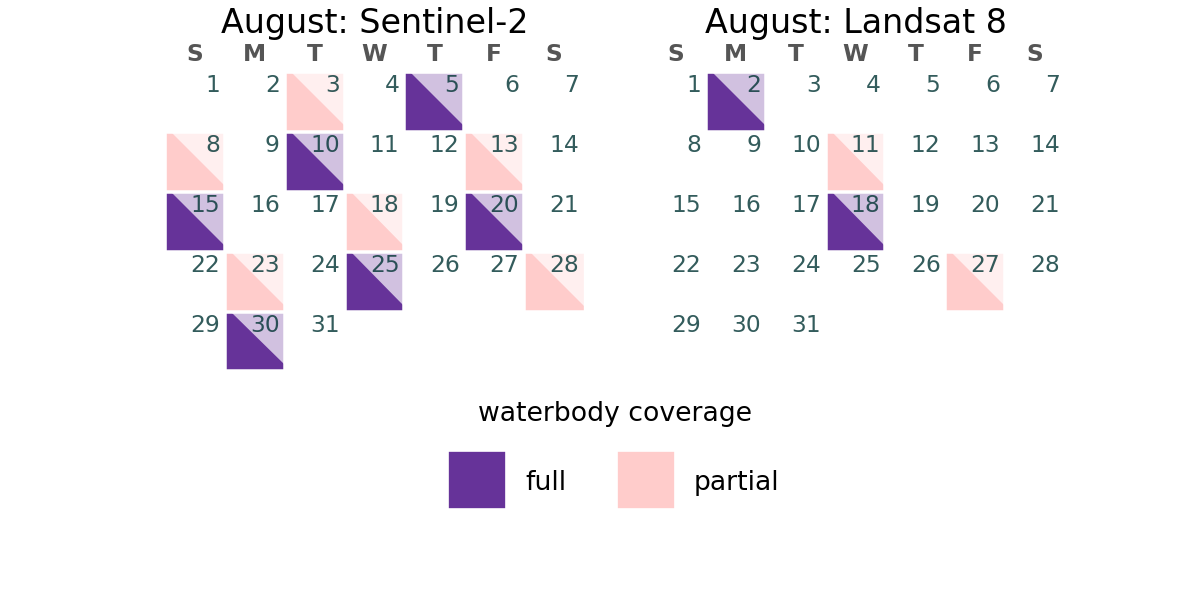 August: Sentinel-2
S M T W T F S
1 2 3 4 5 6 7
8 9 10 11 12 13 14
15 16 17 18 19 20 21
22 23 24 25 26 27 28
29 30 31
August: Landsat 8
S M T W T F S
1 2 3 4 5 6 7
8 9 10 11 12 13 14
15 16 17 18 19 20 21
22 23 24 25 26 27 28
29 30 31
waterbody coverage
full partial